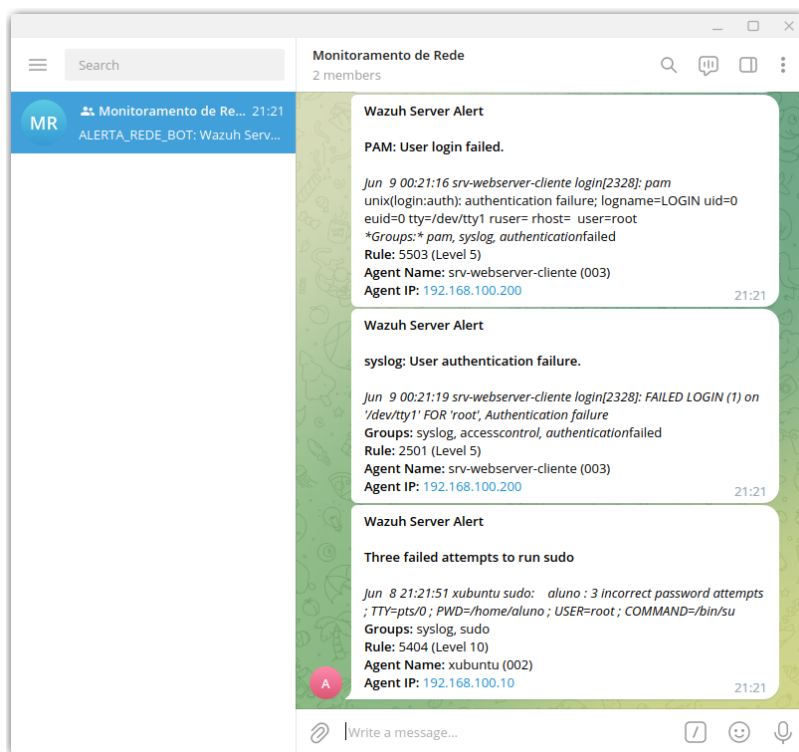 Search
Monitoramento de Rede
2 members
MR
Monitoramento de Re... 21:21
ALERTA_REDE_BOT: Wazuh Serv...
Wazuh Server Alert
PAM: User login failed.
Jun 9 00:21:16 srv-webserver-cliente login[2328]: pam
unix(login:auth): authentication failure; logname=LOGIN uid=0
euid=0 tty=/dev/tty1 ruser= rhost= user=root
*Groups:* pam, syslog, authenticationfailed
Rule: 5503 (Level 5)
Agent Name: srv-webserver-cliente (003)
Agent IP: 192.168.100.200
21:21
Wazuh Server Alert
syslog: User authentication failure.
Jun 9 00:21:19 srv-webserver-cliente login[2328]: FAILED LOGIN (1) on
'/dev/tty1' FOR 'root', Authentication failure
Groups: syslog, accesscontrol, authenticationfailed
Rule: 2501 (Level 5)
Agent Name: srv-webserver-cliente (003)
Agent IP: 192.168.100.200
21:21
Wazuh Server Alert
Three failed attempts to run sudo
Jun 8 21:21:51 xubuntu sudo: aluno : 3 incorrect password attempts
; TTY=pts/0 ; PWD=/home/aluno ; USER=root ; COMMAND=/bin/su
Groups: syslog, sudo
Rule: 5404 (Level 10)
Agent Name: xubuntu (002)
Agent IP: 192.168.100.10
21:21
A
Write a message...